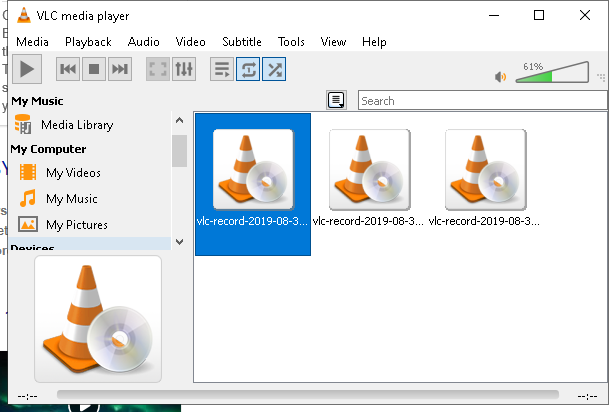 VLC media player
Media Playback Audio Video Subtitle Tools View Help
61%
My Music
Search
Media Library
My Computer
My Videos
My Music
My Pictures
Devices
vlc-record-2019-08-3... vlc-record-2019-08-3... vlc-record-2019-08-3...
--:-- --:--